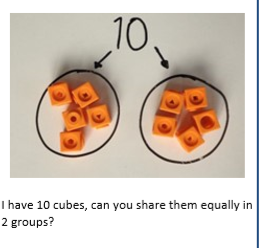 10
I have 10 cubes, can you share them equally in
2 groups?